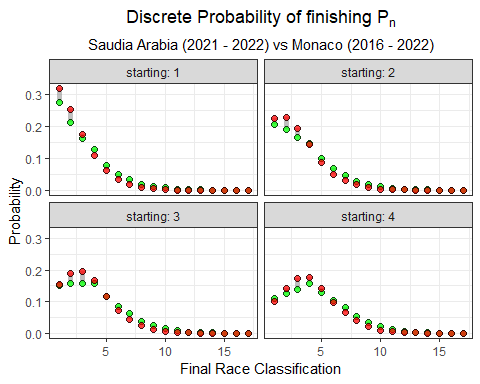 Discrete Probability of finishing Pn
Saudia Arabia (2021 - 2022) vs Monaco (2016 - 2022)
starting: 1
starting: 2
0.3
0.2
0.1
0.0
starting: 3
starting: 4
0.3
0.2
0.1
0.0
Probability
5
10
15
5
10
15
Final Race Classification